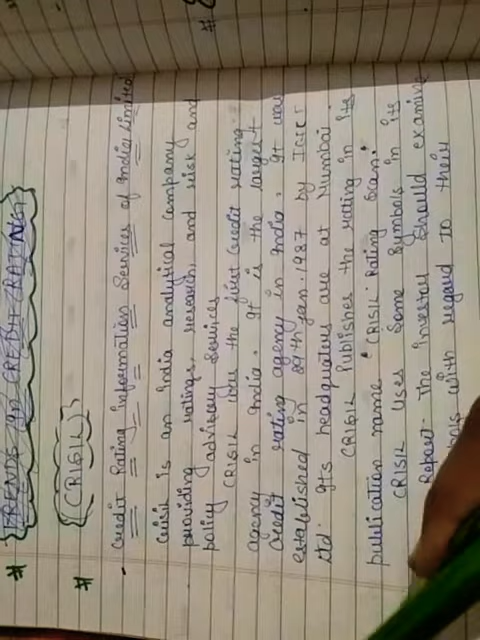 # TRENDS IN CREDIT RATING
# CRISIL
• Credit Rating Information Services of India Limited
Crisil is an India analytical company
providing ratings, research, and risk and
policy advisory services
CRISIL was the first credit rating
agency in India. It is the largest
credit rating agency in India. It was
established in 29th Jan. 1987 by ICICI
Ltd. Its headquaters are at Mumbai.
CRISIL Publishes the rating in its
publication name "CRISIL Rating Scan".
CRISIL Uses Some Symbols in its
Report. The investor Should examine
with regard to their